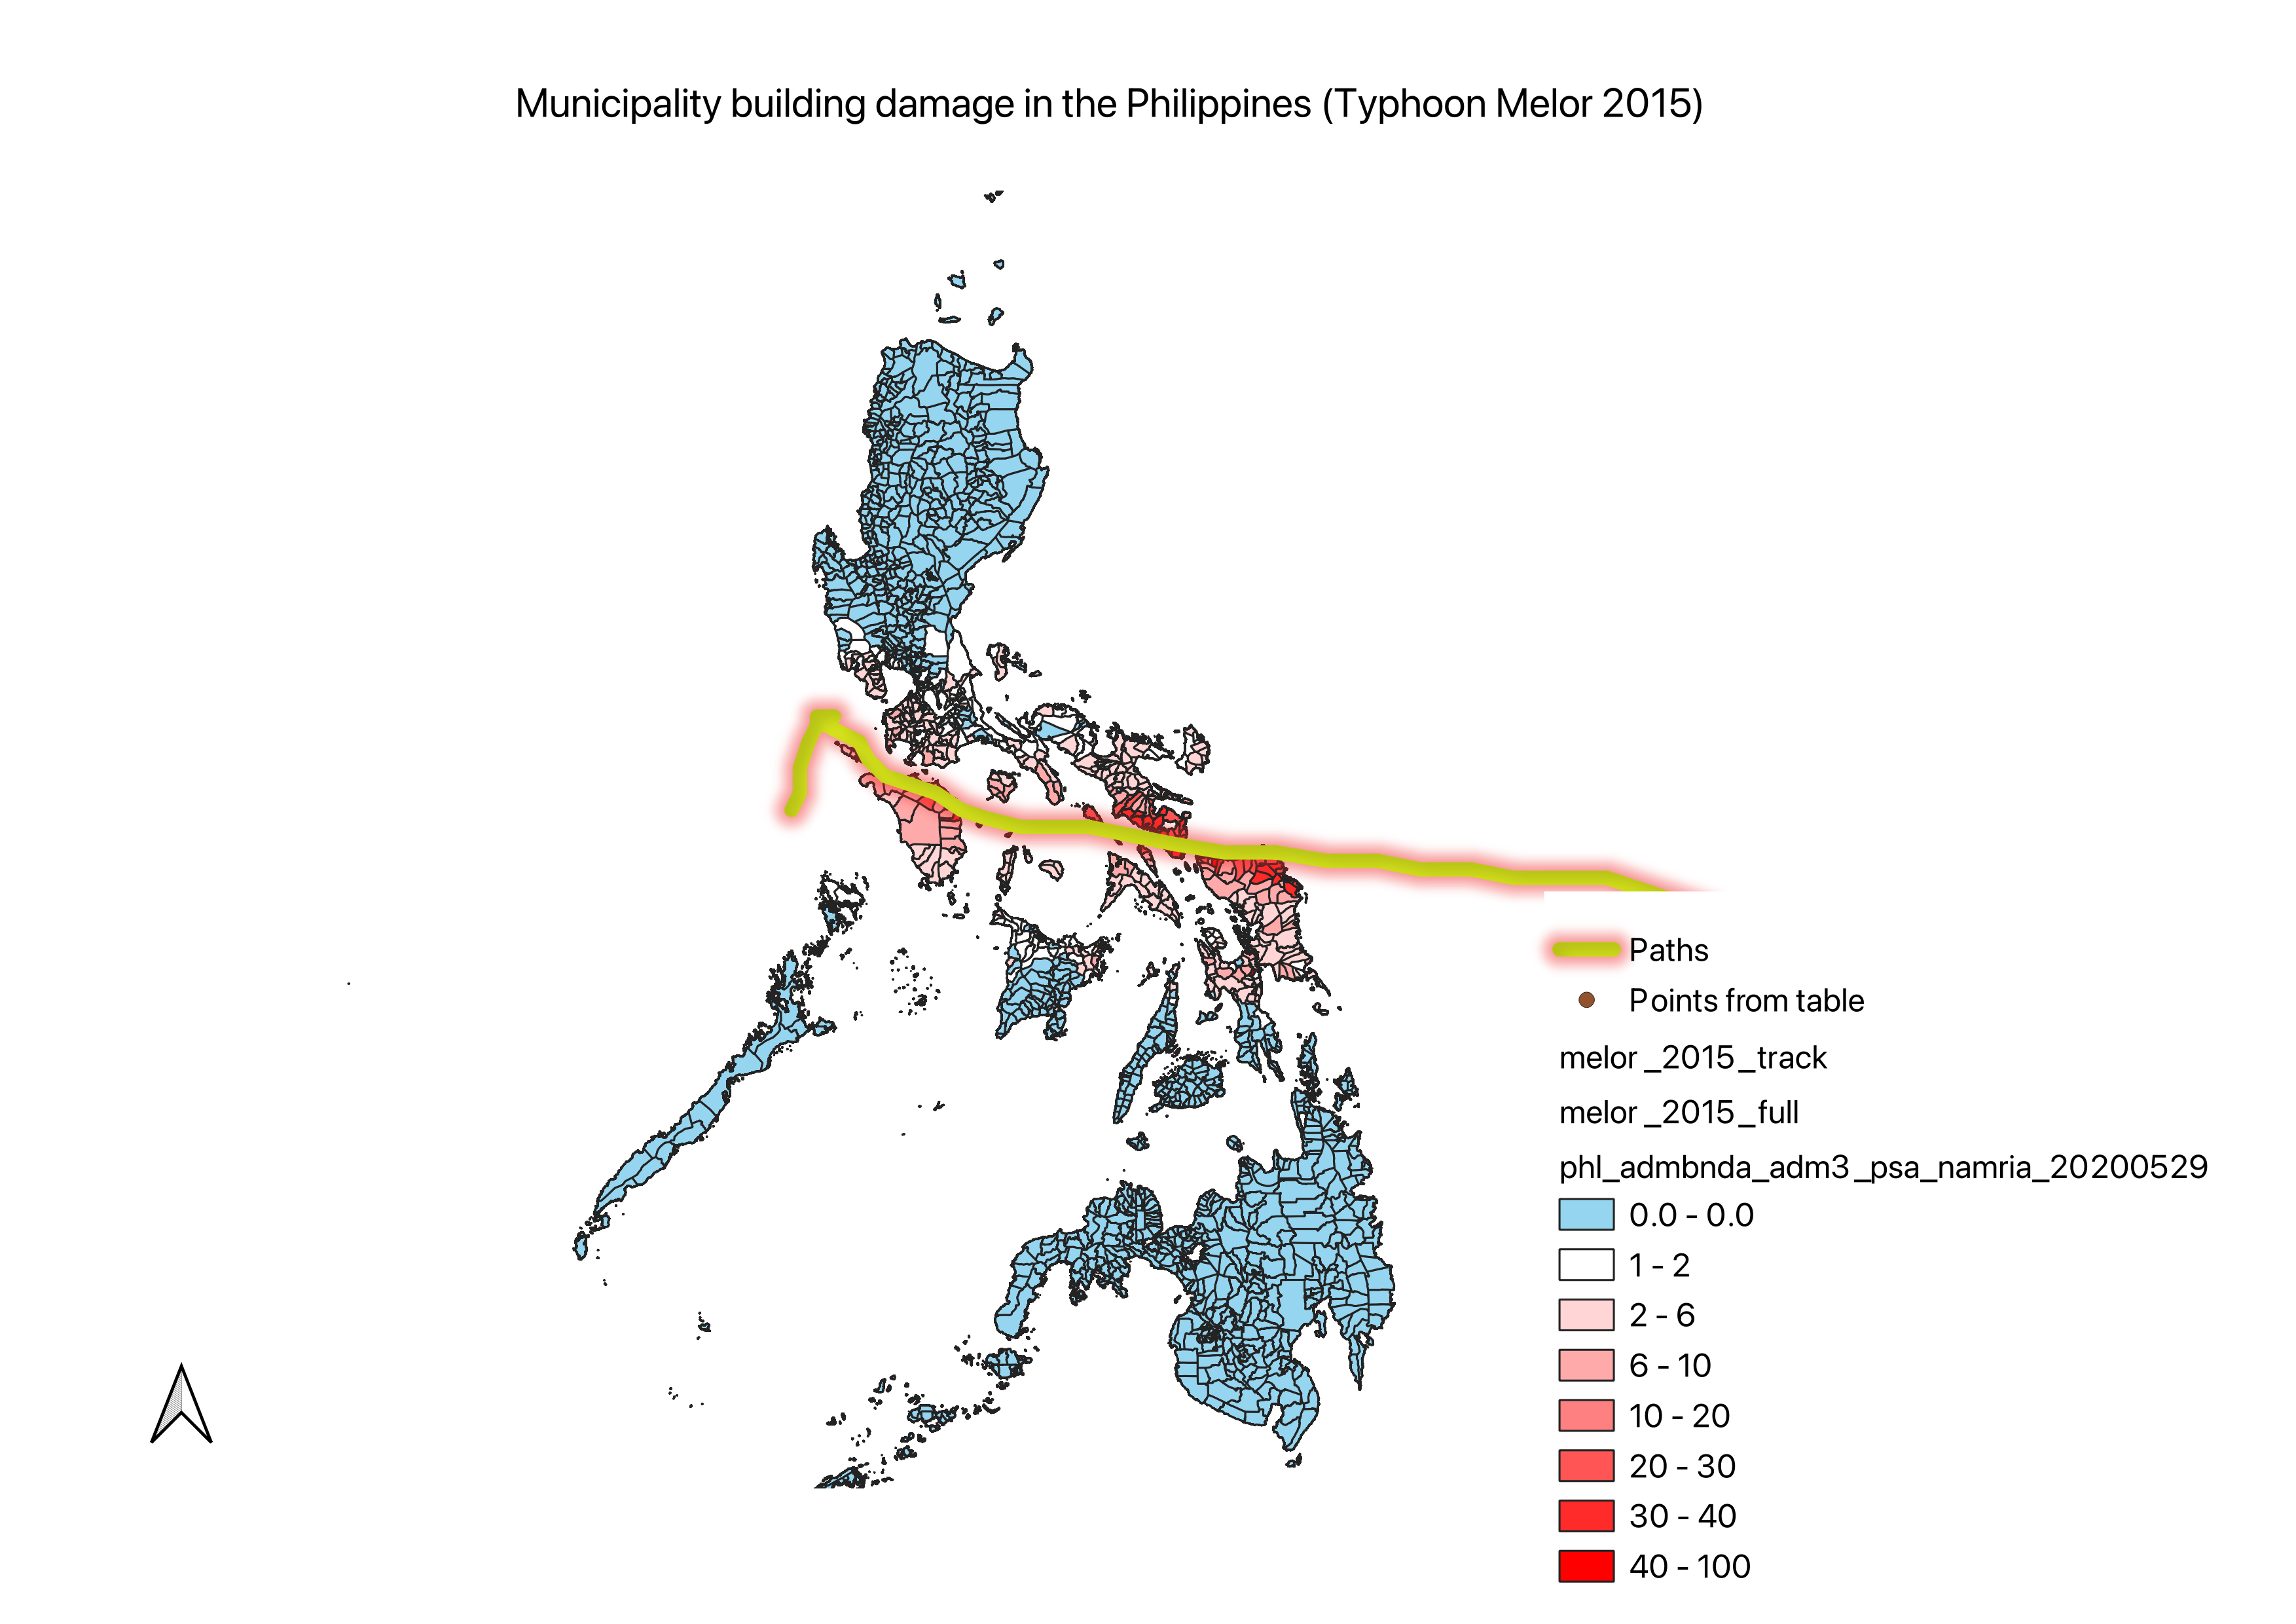 Municipality building damage in the Philippines (Typhoon Melor 2015)
Paths
Points from table
melor_2015_track
melor_2015_full
phl_admbnda_adm3_psa_namria_20200529
0.0 - 0.0
1 - 2
2 - 6
6 - 10
10 - 20
20 - 30
30 - 40
40 - 100